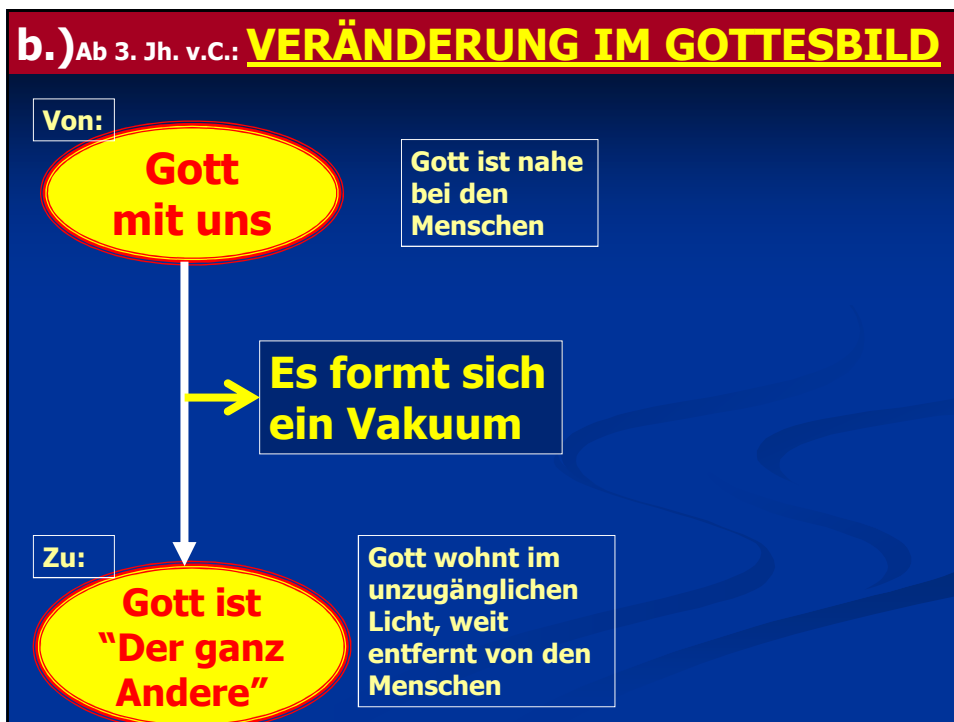 b.)Ab 3. Jh. v.C.: VERÄNDERUNG IM GOTTESBILD
Von:
Gott
mit uns
Gott ist nahe
bei den
Menschen
Es formt sich
ein Vakuum
Zu:
Gott ist
“Der ganz
Andere”
Gott wohnt im
unzugänglichen
Licht, weit
entfernt von den
Menschen